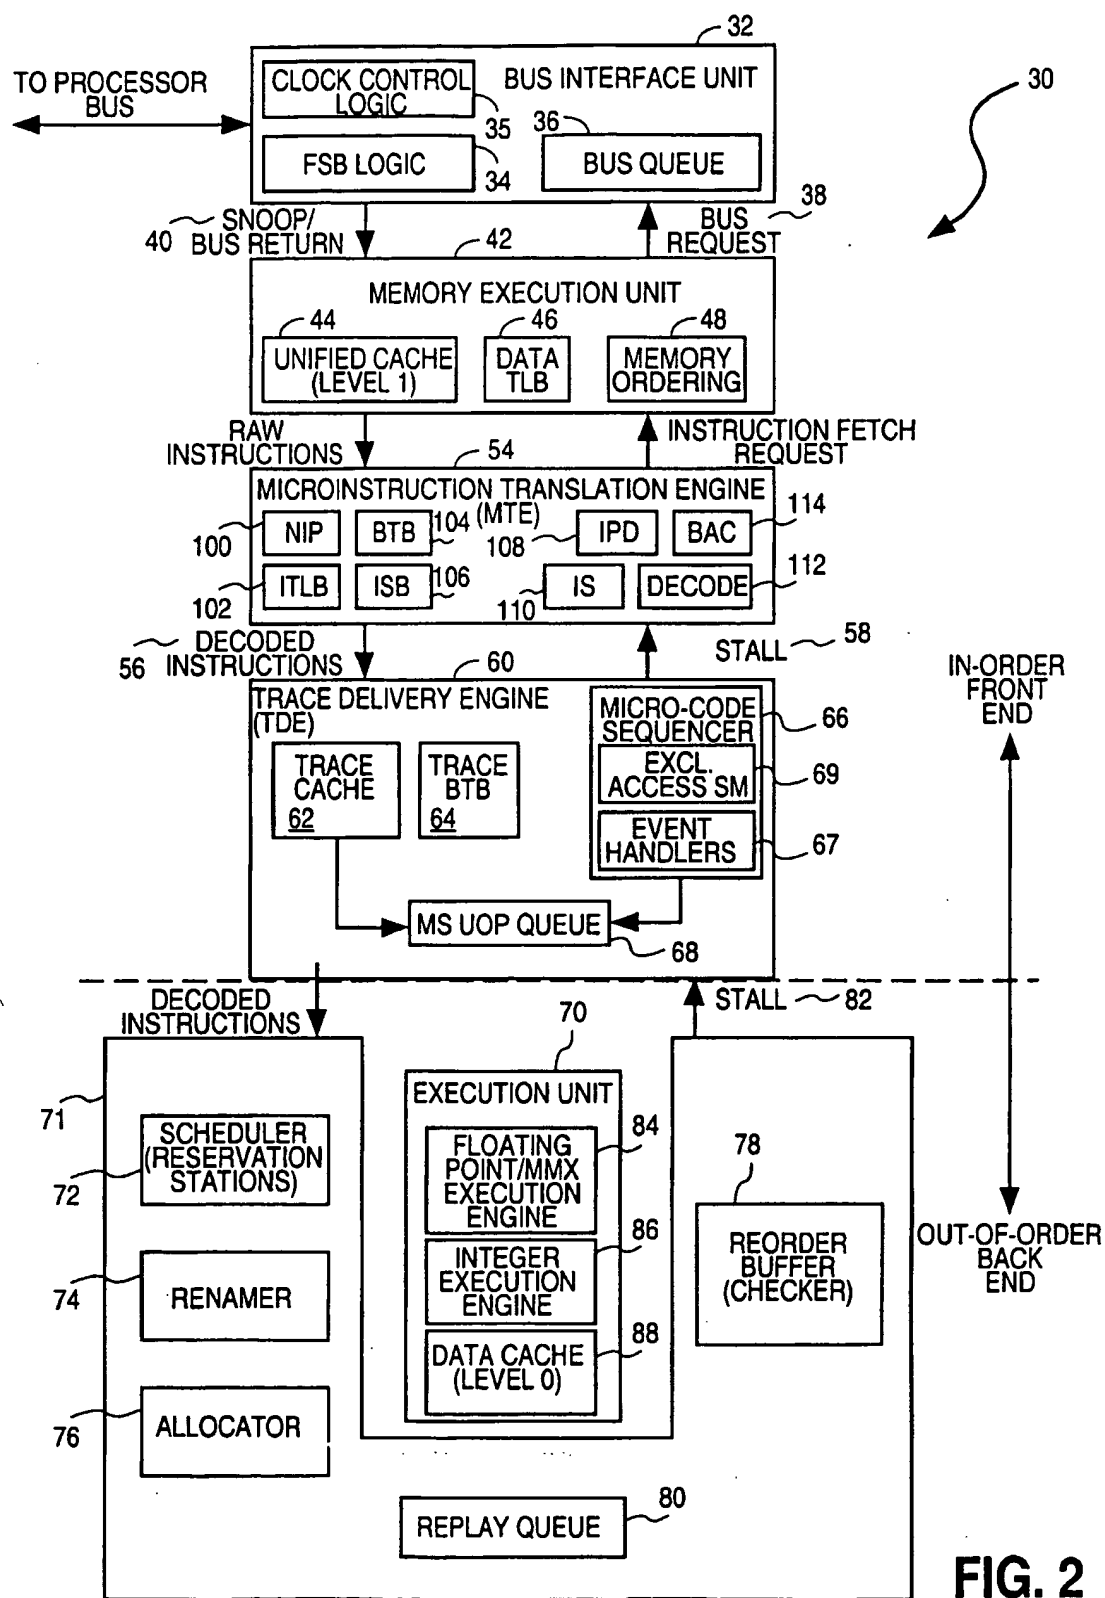 32
30
TO PROCESSOR
BUS
CLOCK CONTROL
LOGIC
35
BUS INTERFACE UNIT
FSB LOGIC
34
36
BUS QUEUE
40
SNOOP/
BUS RETURN
42
BUS
REQUEST
38
MEMORY EXECUTION UNIT
44
UNIFIED CACHE
(LEVEL 1)
46
DATA
TLB
48
MEMORY
ORDERING
RAW
INSTRUCTIONS
54
INSTRUCTION FETCH
REQUEST
MICROINSTRUCTION TRANSLATION ENGINE
(MTE)
100
NIP
BTB
104
108
IPD
BAC
114
102
ITLB
ISB
106
110
IS
DECODE
112
56
DECODED
INSTRUCTIONS
60
STALL
58
IN-ORDER
FRONT
END
TRACE DELIVERY ENGINE
(TDE)
MICRO-CODE
SEQUENCER
66
TRACE
CACHE
62
TRACE
BTB
64
EXCL.
ACCESS SM
69
EVENT
HANDLERS
67
MS UOP QUEUE
68
DECODED
INSTRUCTIONS
STALL
82
70
71
EXECUTION UNIT
SCHEDULER
(RESERVATION
STATIONS)
72
FLOATING
POINT/MMX
EXECUTION
ENGINE
84
78
REORDER
BUFFER
(CHECKER)
OUT-OF-ORDER
BACK
END
74
RENAMER
INTEGER
EXECUTION
ENGINE
86
DATA CACHE
(LEVEL 0)
88
76
ALLOCATOR
REPLAY QUEUE
80
FIG. 2